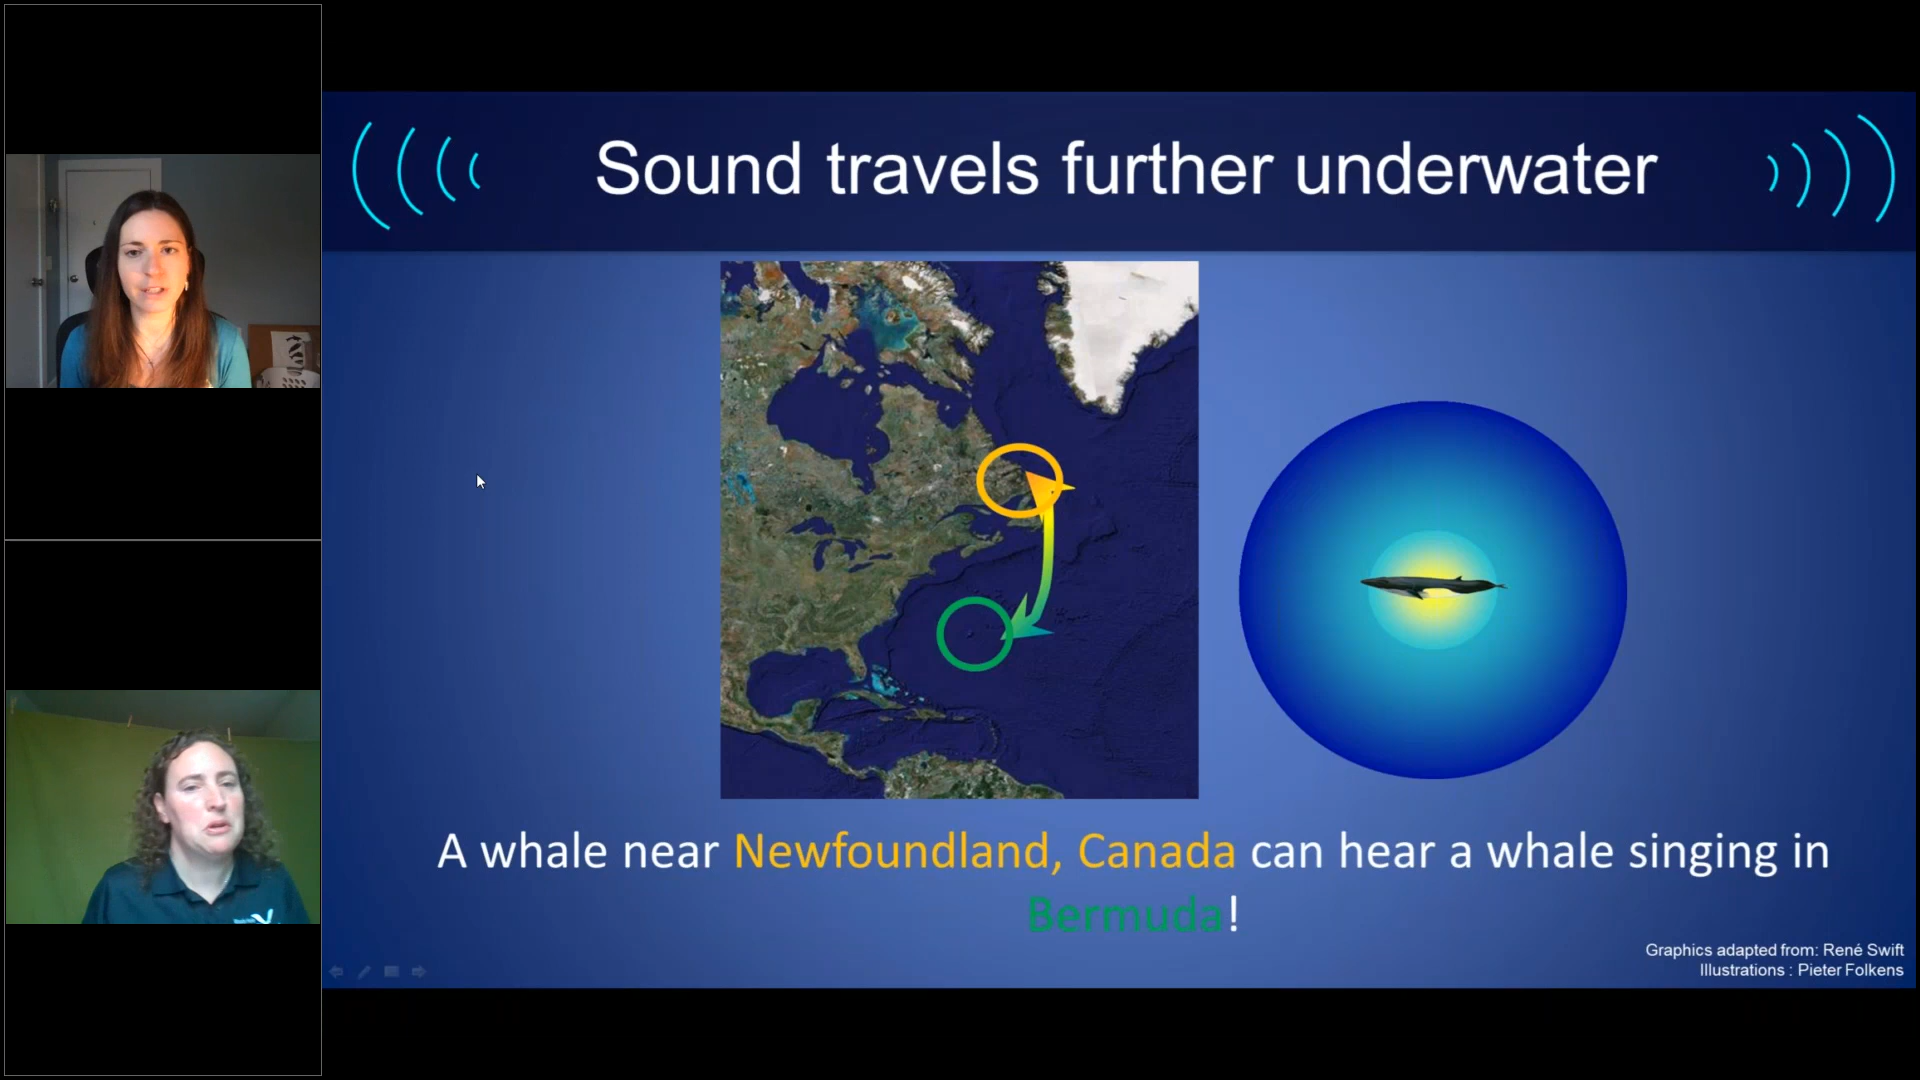 Sound travels further underwater
A whale near Newfoundland, Canada can hear a whale singing in
Bermuda!
Graphics adapted from: René Swift
Illustrations : Pieter Folkens